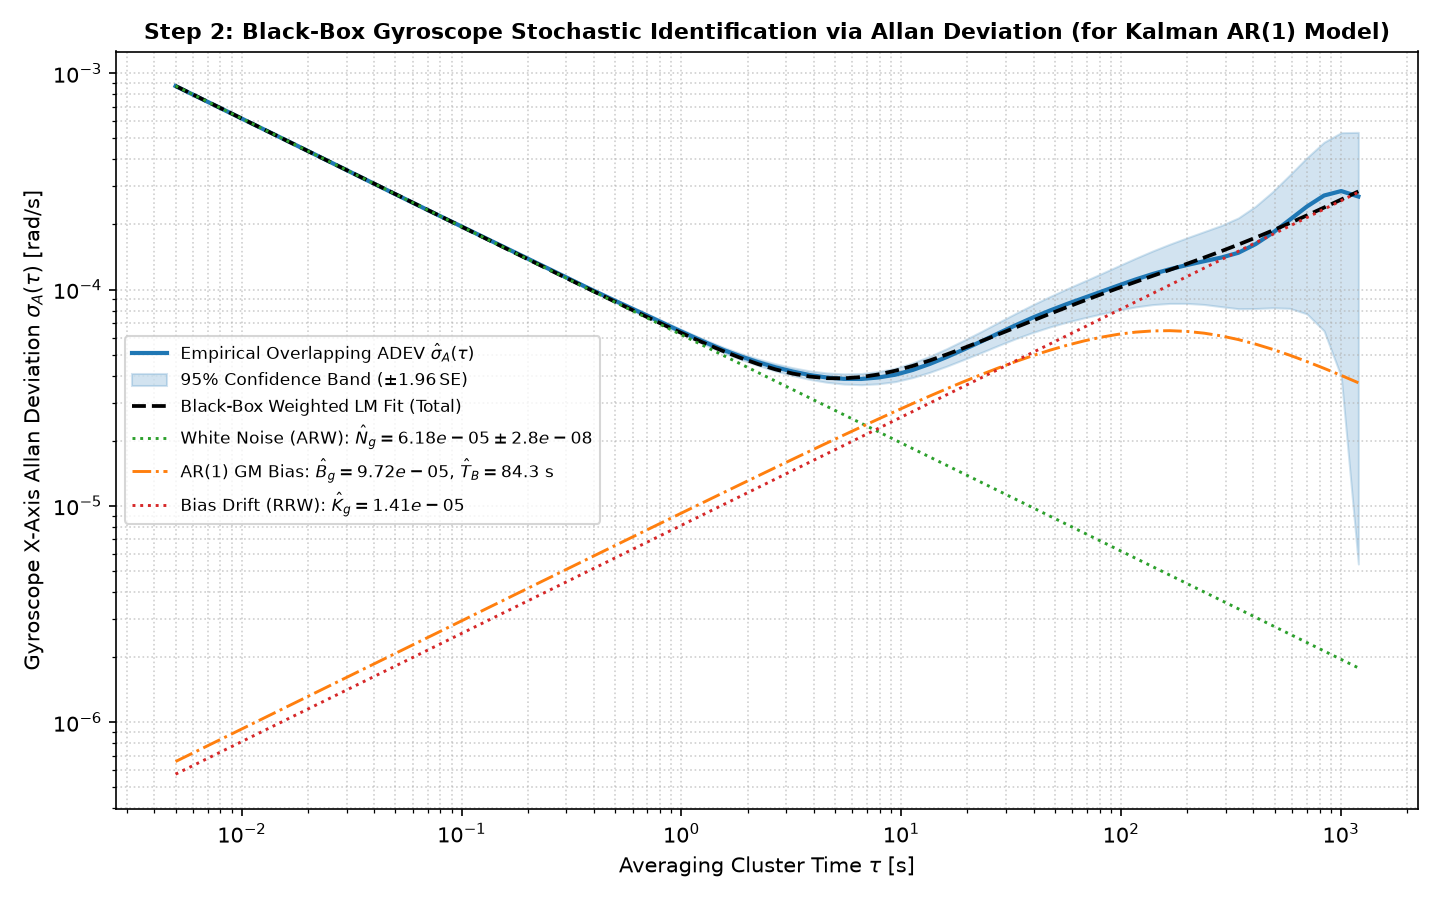 Step 2: Black-Box Gyroscope Stochastic Identification via Allan Deviation (for Kalman AR(1) Model)
Gyroscope X-Axis Allan Deviation σ_A(τ) [rad/s]
10⁻³
10⁻⁴
10⁻⁵
10⁻⁶
Empirical Overlapping ADEV σ̂_A(τ)
95% Confidence Band (±1.96 SE)
Black-Box Weighted LM Fit (Total)
White Noise (ARW): N̂_g = 6.18e − 05 ± 2.8e − 08
AR(1) GM Bias: B̂_g = 9.72e − 05, T̂_B = 84.3 s
Bias Drift (RRW): K̂_g = 1.41e − 05
10⁻² 10⁻¹ 10⁰ 10¹ 10² 10³
Averaging Cluster Time τ [s]